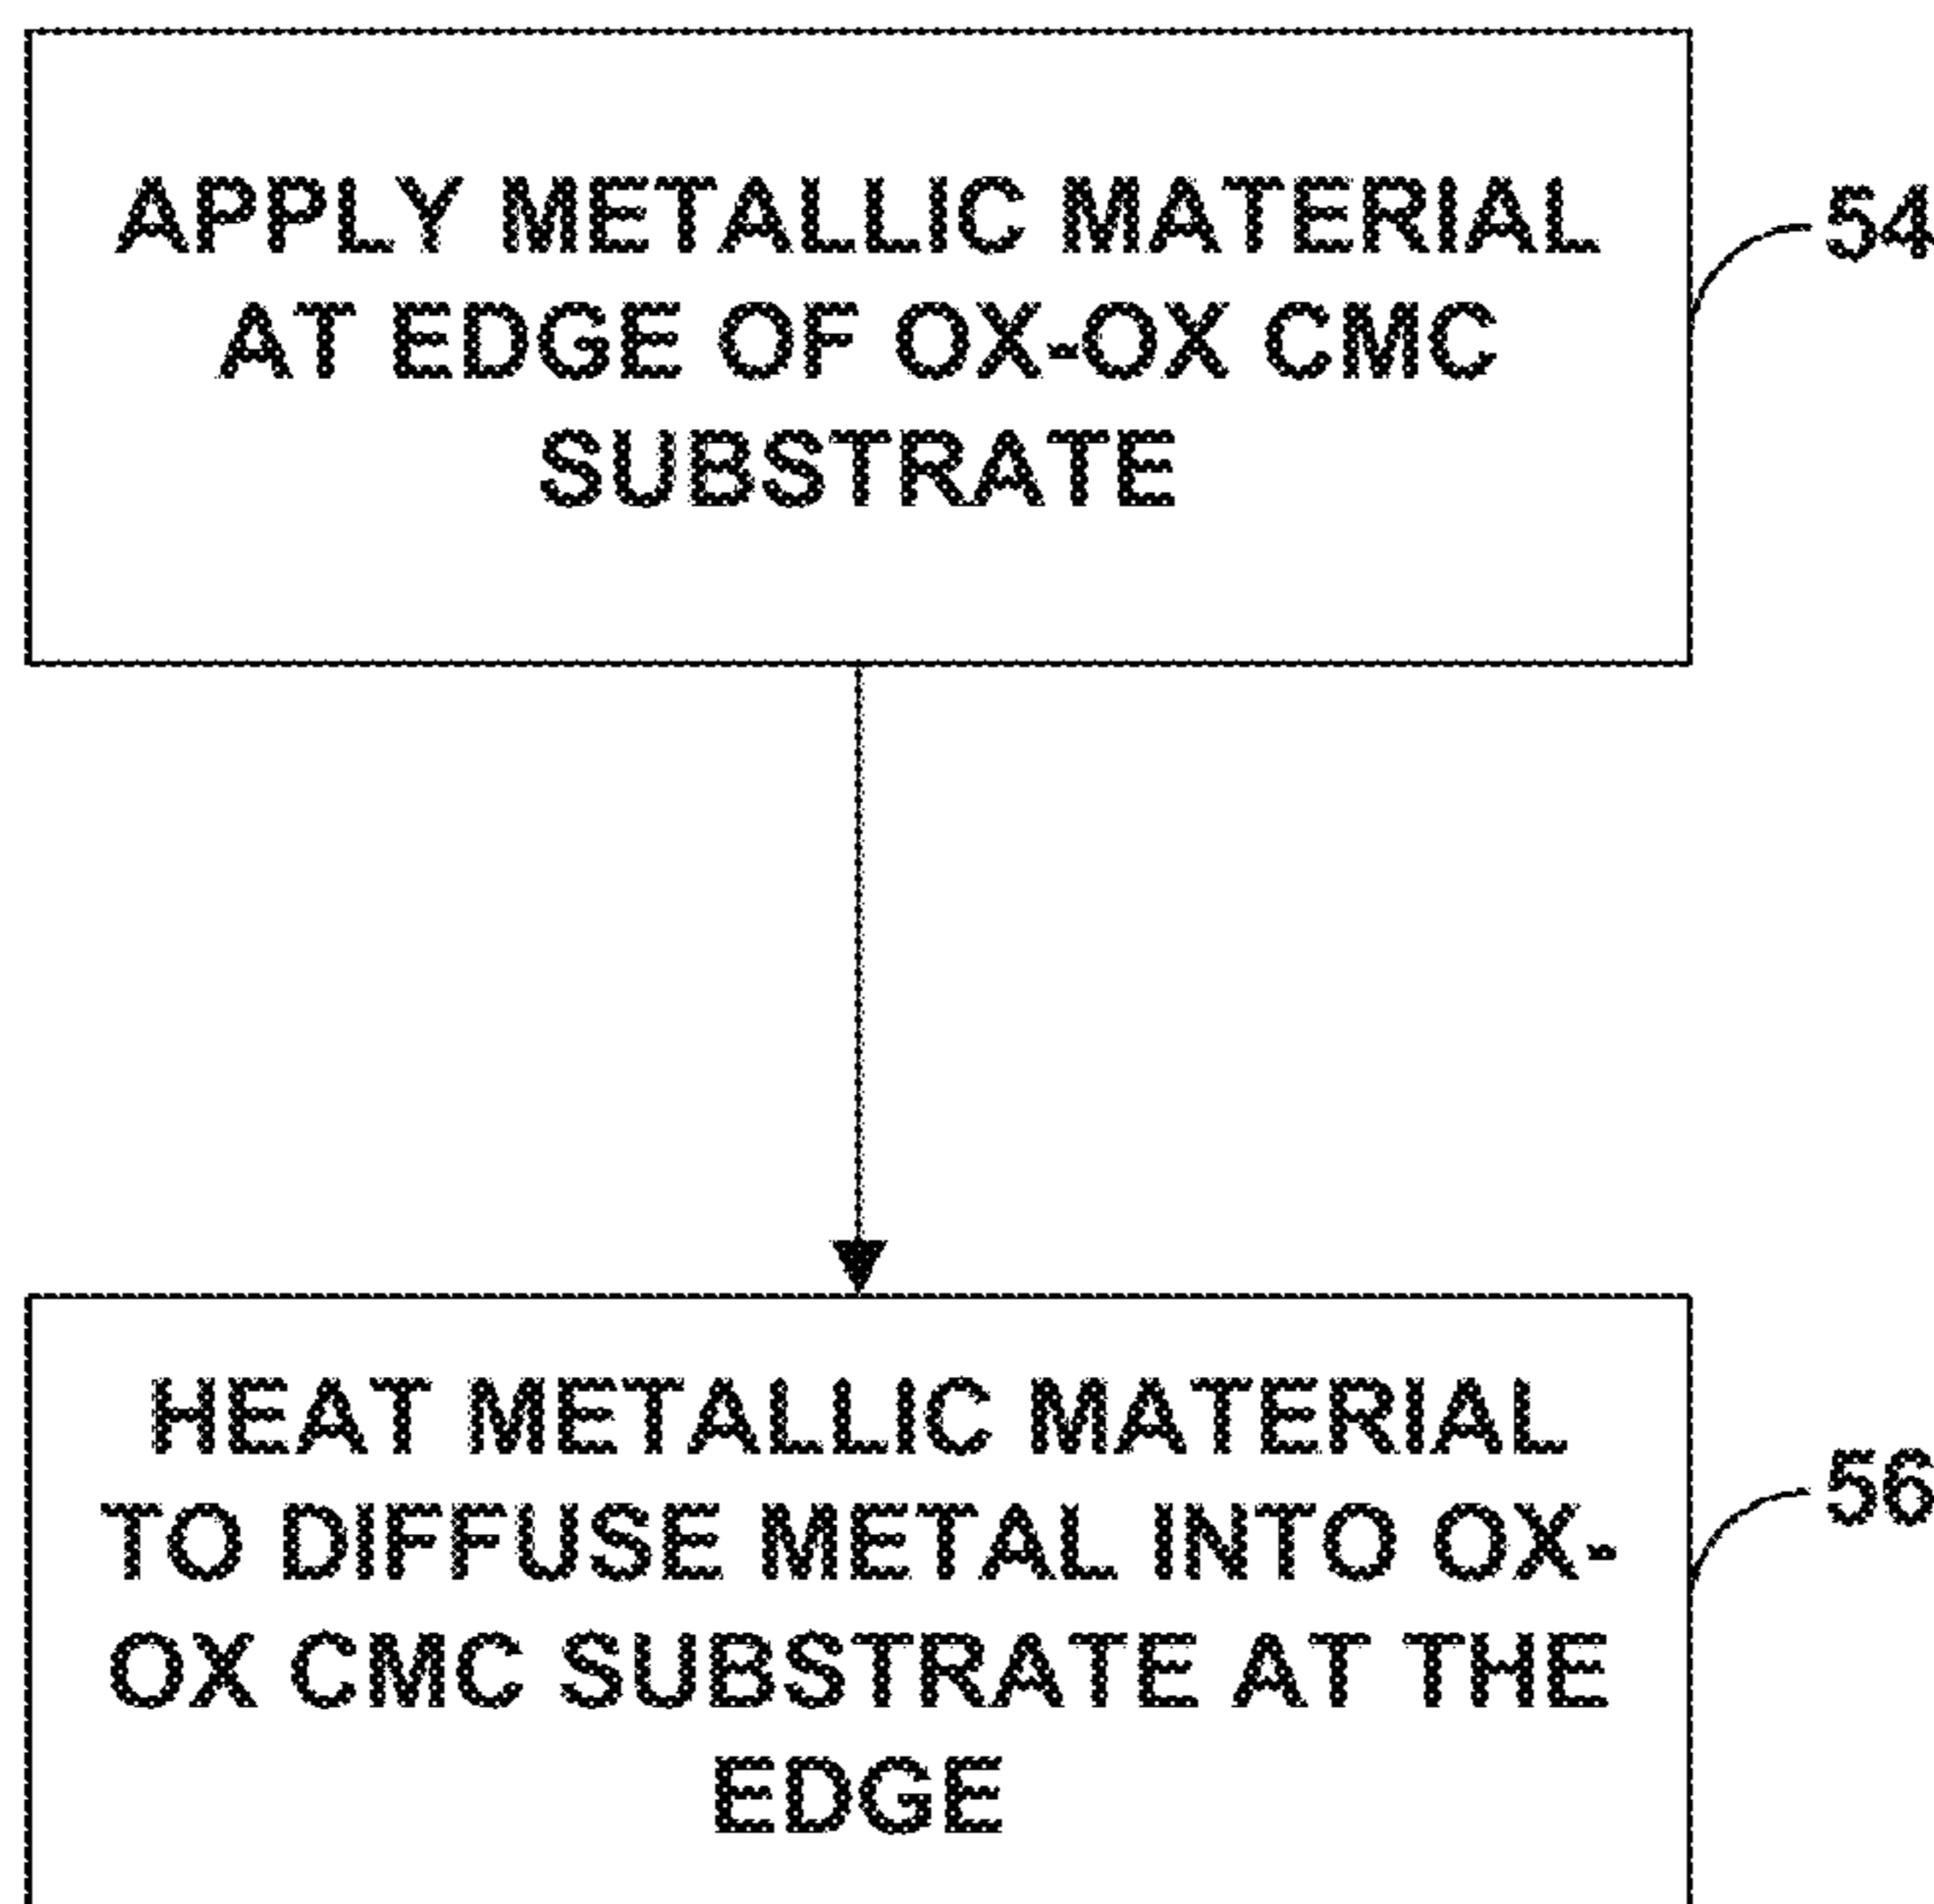 APPLY METALLIC MATERIAL
AT EDGE OF OX-OX CMC
SUBSTRATE
54
HEAT METALLIC MATERIAL
TO DIFFUSE METAL INTO OX-
OX CMC SUBSTRATE AT THE
EDGE
56